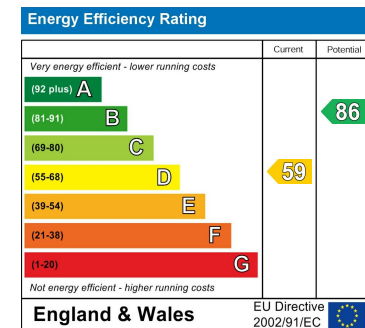 Energy Efficiency Rating
Current Potential
Very energy efficient - lower running costs
(92 plus) A
(81-91) B
86
(69-80) C
(55-68) D
59
(39-54) E
(21-38) F
(1-20) G
Not energy efficient - higher running costs
England & Wales
EU Directive
2002/91/EC